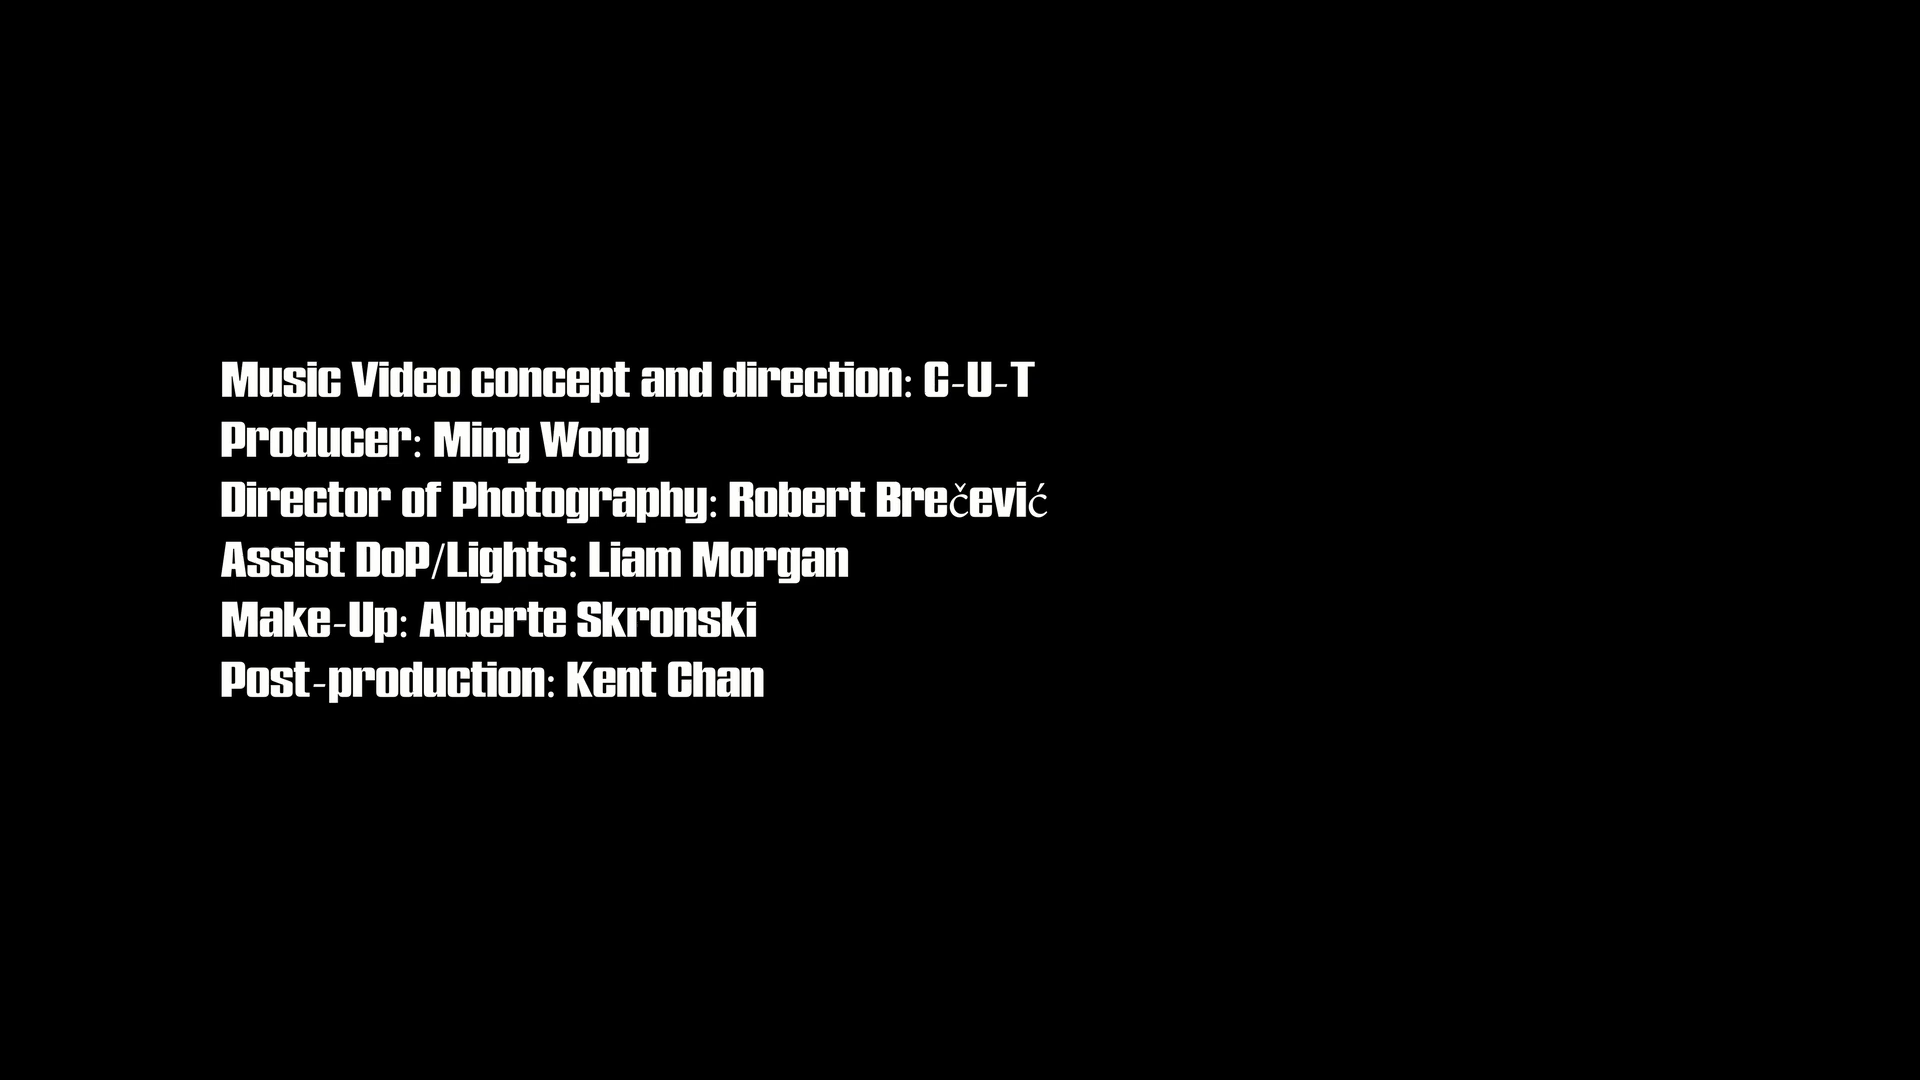 Music Video concept and direction: C-U-T
Producer: Ming Wong
Director of Photography: Robert Brečević
Assist DoP/Lights: Liam Morgan
Make-Up: Alberte Skronski
Post-production: Kent Chan